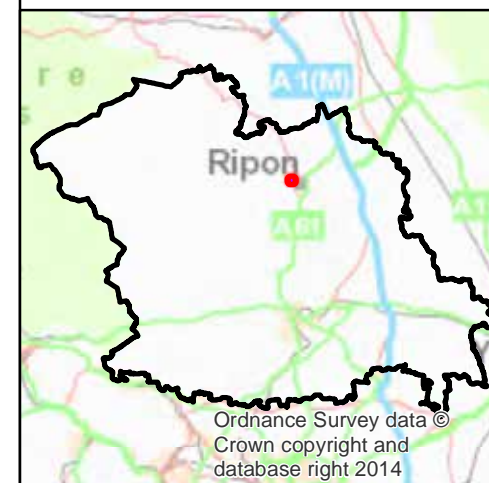 r e
A1(M)
Ripon
A61
A1
Ordnance Survey data ©
Crown copyright and
database right 2014